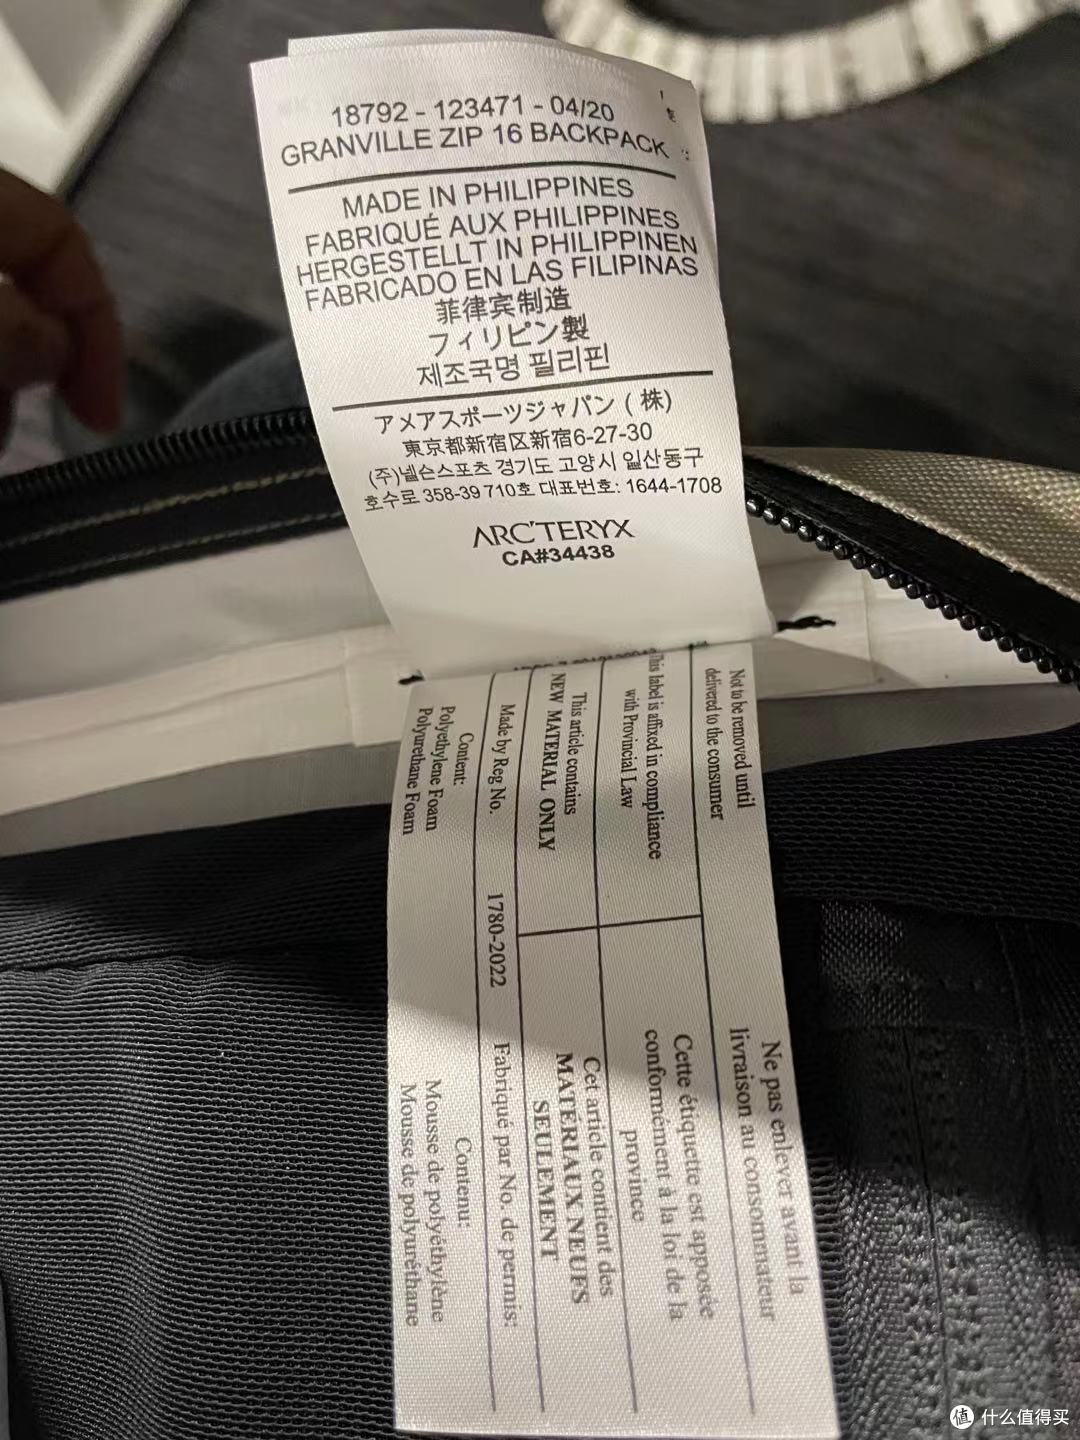 18792 - 123471 - 04/20
GRANVILLE ZIP 16 BACKPACK
MADE IN PHILIPPINES
FABRIQUÉ AUX PHILIPPINES
HERGESTELLT IN PHILIPPINEN
FABRICADO EN LAS FILIPINAS
菲律宾制造
フィリピン製
제조국명 필리핀
アメアスポーツジャパン ( 株)
東京都新宿区新宿6-27-30
(주)넬슨스포츠 경기도 고양시 일산동구
호수로 358-39 710호 대표번호: 1644-1708
ARC'TERYX
CA#34438
Not to be removed until
delivered to the consumer
Ne pas enlever avant la
livraison au consommateur
This label is affixed in compliance
with Provincial Law
Cette étiquette est apposée
conformément à la loi de la
province
This article contains
NEW MATERIAL ONLY
Cet article contient des
MATÉRIAUX NEUFS
SEULEMENT
Made by Reg No. 1780-2022 Fabriqué par No. de permis:
Content:
Polyethylene Foam
Polyurethane Foam
Contenu:
Mousse de polyéthylène
Mousse de polyuréthane
值 什么值得买